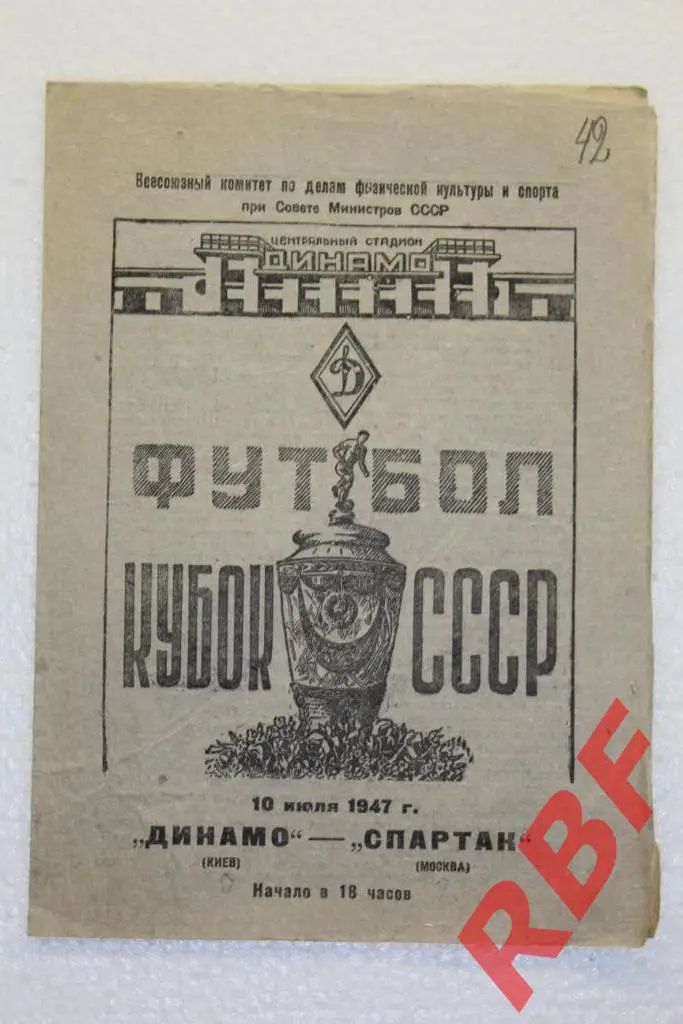 42
Всесоюзный комитет по делам физической культуры и спорта
при Совете Министров СССР
ЦЕНТРАЛЬНЫЙ СТАДИОН
ДИНАМО
Д
ФУТБОЛ
КУБОК СССР
10 июля 1947 г.
„ДИНАМО“ — „СПАРТАК“
(КИЕВ) (МОСКВА)
Начало в 18 часов
RBF